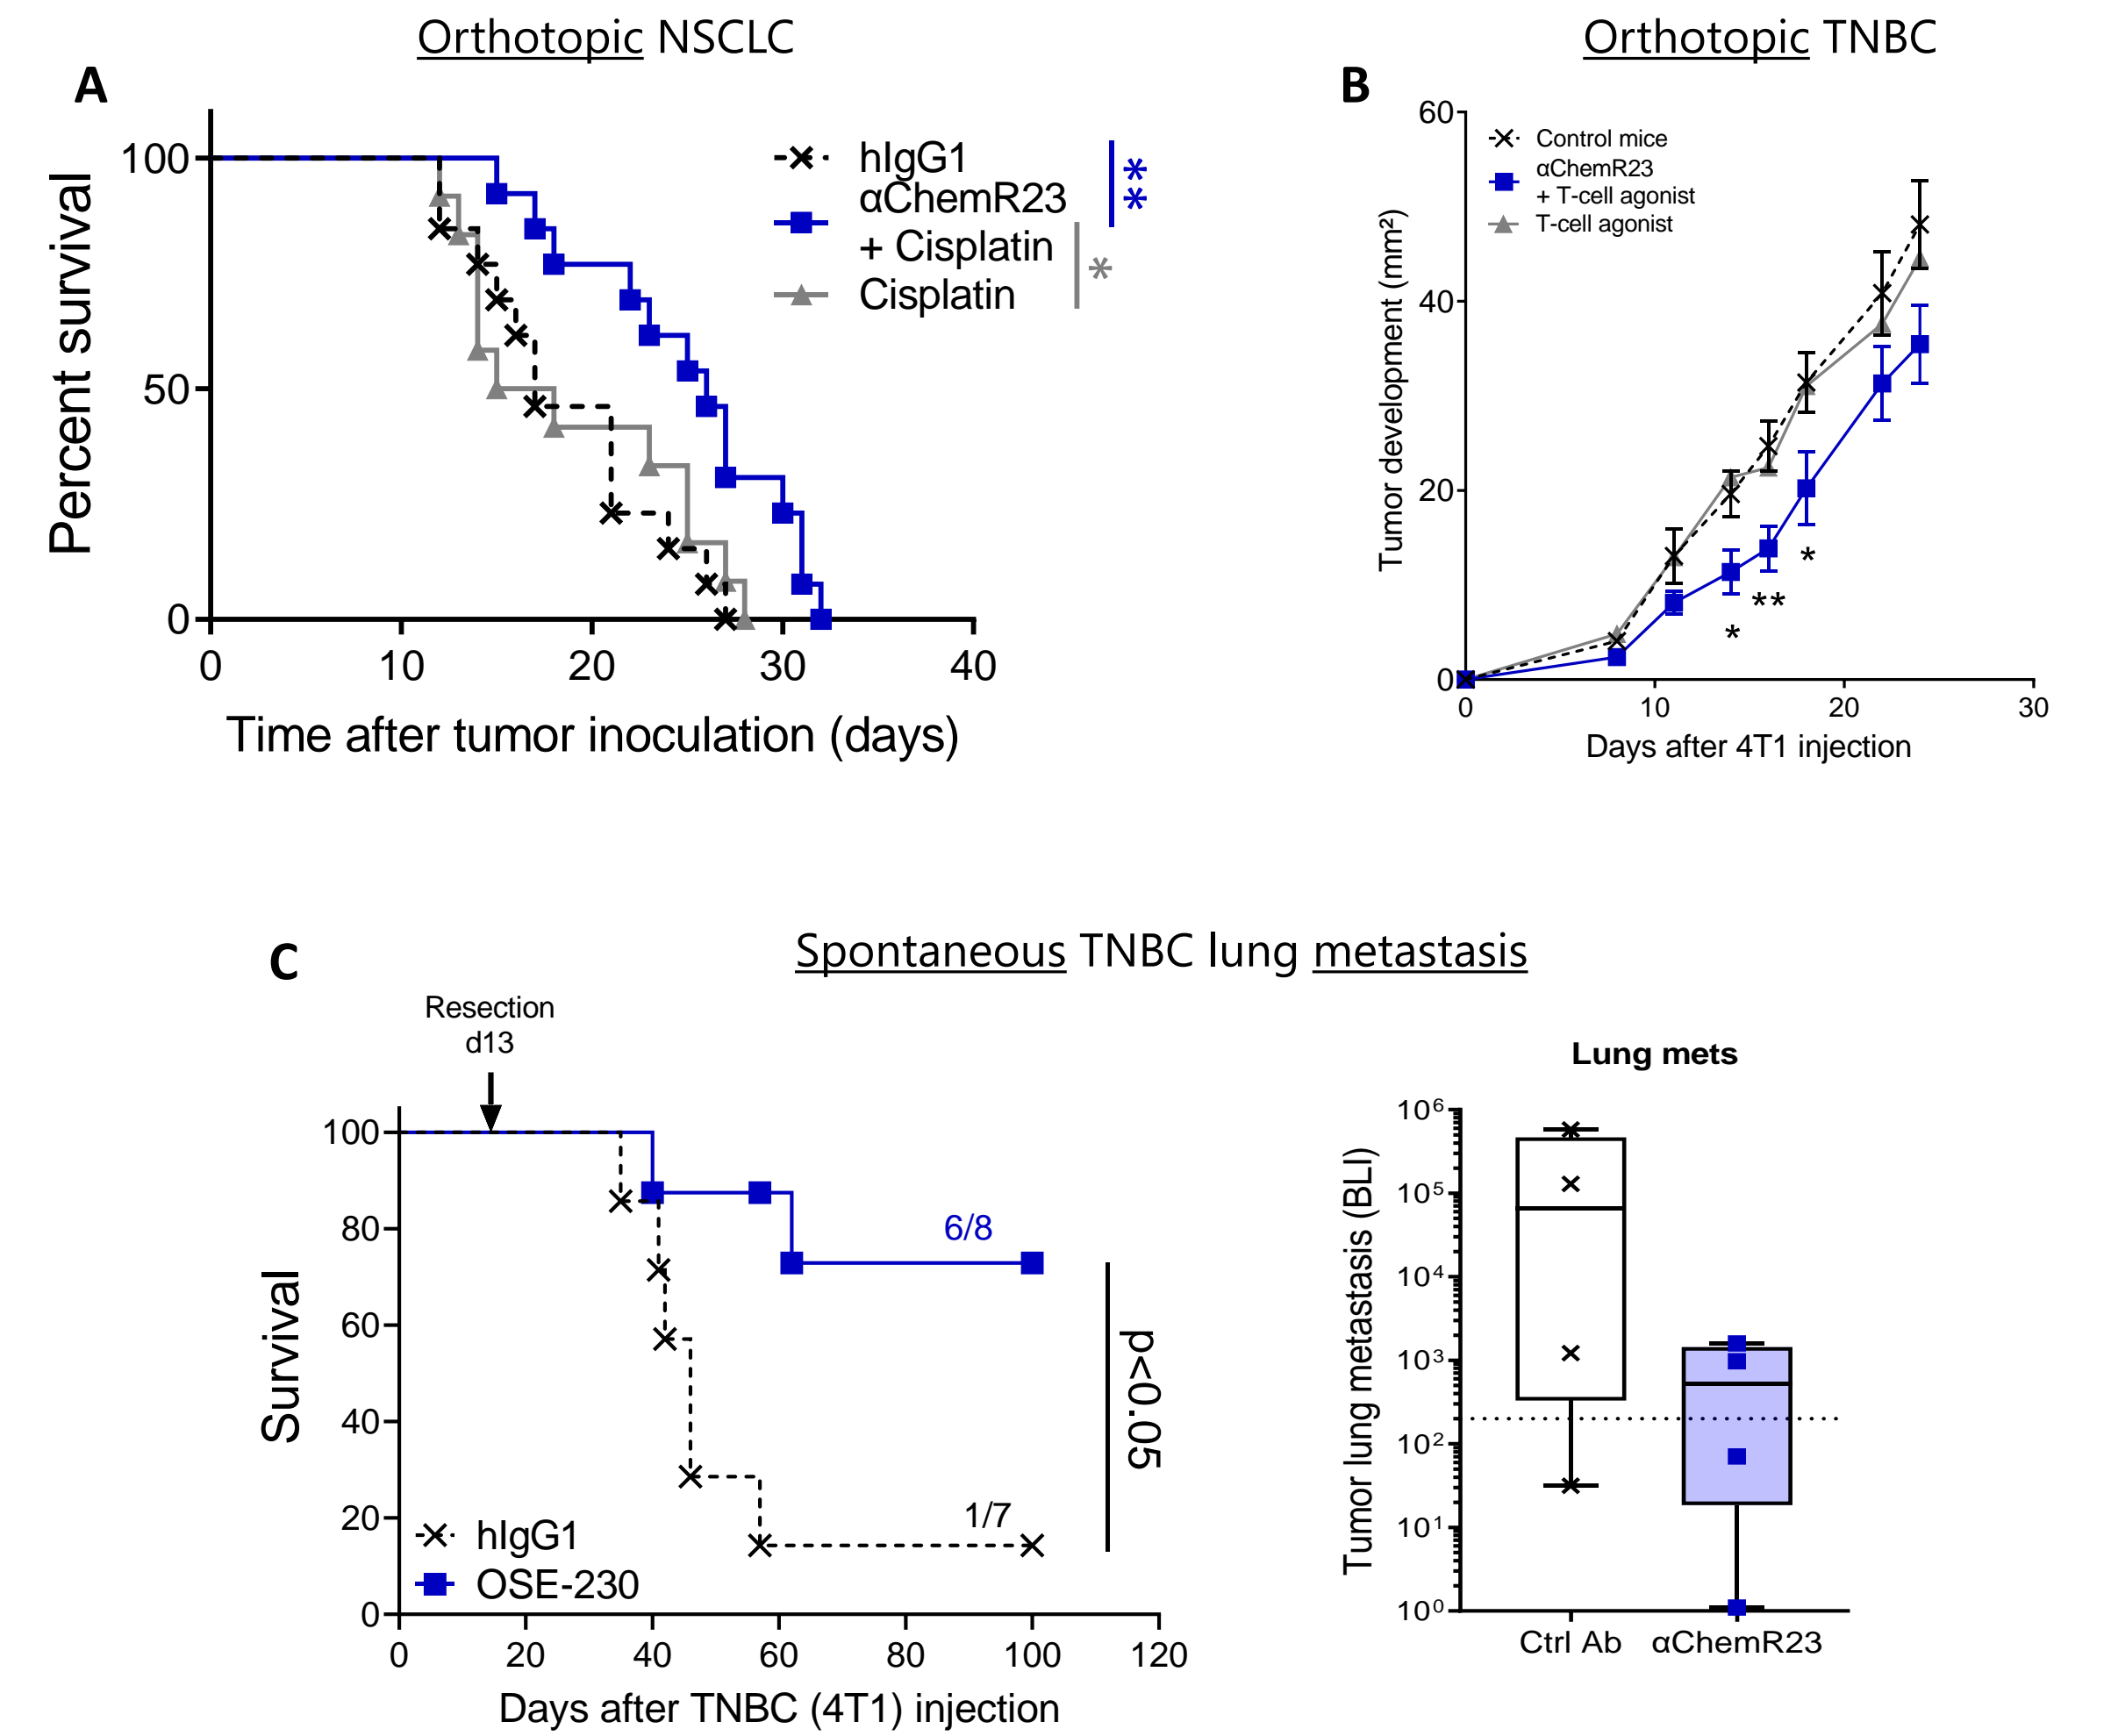 Orthotopic NSCLC
A
Percent survival
100
50
0
0 10 20 30 40
Time after tumor inoculation (days)
hIgG1
αChemR23
+ Cisplatin
Cisplatin
**
*
Orthotopic TNBC
B
Tumor development (mm²)
60
40
20
0
0 10 20 30
Days after 4T1 injection
Control mice
αChemR23
+ T-cell agonist
T-cell agonist
*
**
*
Spontaneous TNBC lung metastasis
C
Resection
d13
Survival
100
80
60
40
20
0
0 20 40 60 80 100 120
Days after TNBC (4T1) injection
6/8
1/7
p<0.05
hIgG1
OSE-230
Lung mets
Tumor lung metastasis (BLI)
10⁶
10⁵
10⁴
10³
10²
10¹
10⁰
Ctrl Ab αChemR23